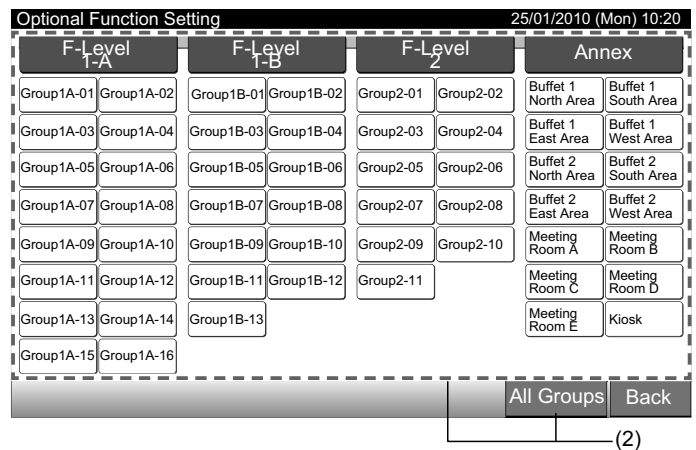 Optional Function Setting 25/01/2010 (Mon) 10:20
F-Level 1-A F-Level 1-B F-Level 2 Annex
Group1A-01 Group1A-02 Group1B-01 Group1B-02 Group2-01 Group2-02 Buffet 1 North Area Buffet 1 South Area
Group1A-03 Group1A-04 Group1B-03 Group1B-04 Group2-03 Group2-04 Buffet 1 East Area Buffet 1 West Area
Group1A-05 Group1A-06 Group1B-05 Group1B-06 Group2-05 Group2-06 Buffet 2 North Area Buffet 2 South Area
Group1A-07 Group1A-08 Group1B-07 Group1B-08 Group2-07 Group2-08 Buffet 2 East Area Buffet 2 West Area
Group1A-09 Group1A-10 Group1B-09 Group1B-10 Group2-09 Group2-10 Meeting Room A Meeting Room B
Group1A-11 Group1A-12 Group1B-11 Group1B-12 Group2-11 Meeting Room C Meeting Room D
Group1A-13 Group1A-14 Group1B-13 Meeting Room E Kiosk
Group1A-15 Group1A-16
All Groups Back
(2)